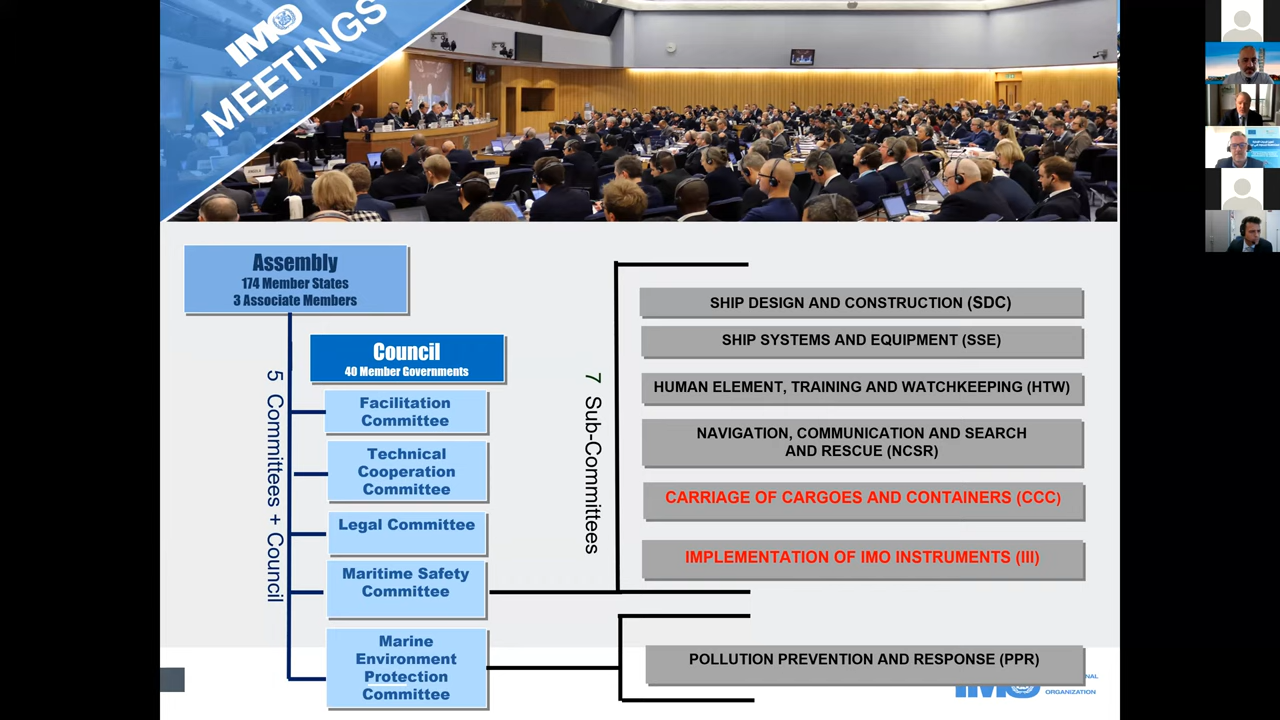 IMO
MEETINGS
Assembly
174 Member States
3 Associate Members
Council
40 Member Governments
5 Committees + Council
Facilitation
Committee
Technical
Cooperation
Committee
Legal Committee
Maritime Safety
Committee
Marine
Environment
Protection
Committee
7 Sub-Committees
SHIP DESIGN AND CONSTRUCTION (SDC)
SHIP SYSTEMS AND EQUIPMENT (SSE)
HUMAN ELEMENT, TRAINING AND WATCHKEEPING (HTW)
NAVIGATION, COMMUNICATION AND SEARCH
AND RESCUE (NCSR)
CARRIAGE OF CARGOES AND CONTAINERS (CCC)
IMPLEMENTATION OF IMO INSTRUMENTS (III)
POLLUTION PREVENTION AND RESPONSE (PPR)
IMO
NAL
ORGANIZATION